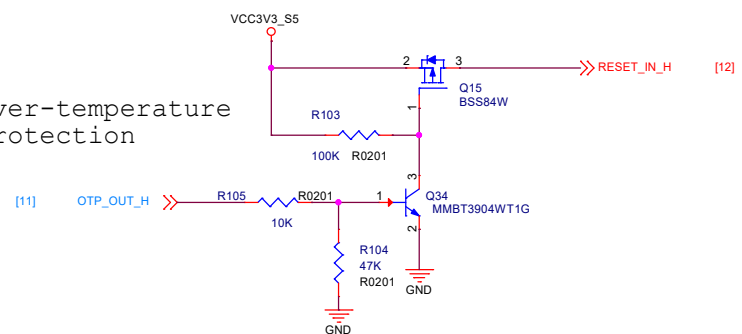 VCC3V3_S5
2
3
RESET_IN_H
[12]
Q15
BSS84W
1
ver-temperature
rotection
R103
100K
R0201
3
[11]
OTP_OUT_H
R105
R0201
10K
1
Q34
MMBT3904WT1G
2
R104
47K
R0201
GND
GND